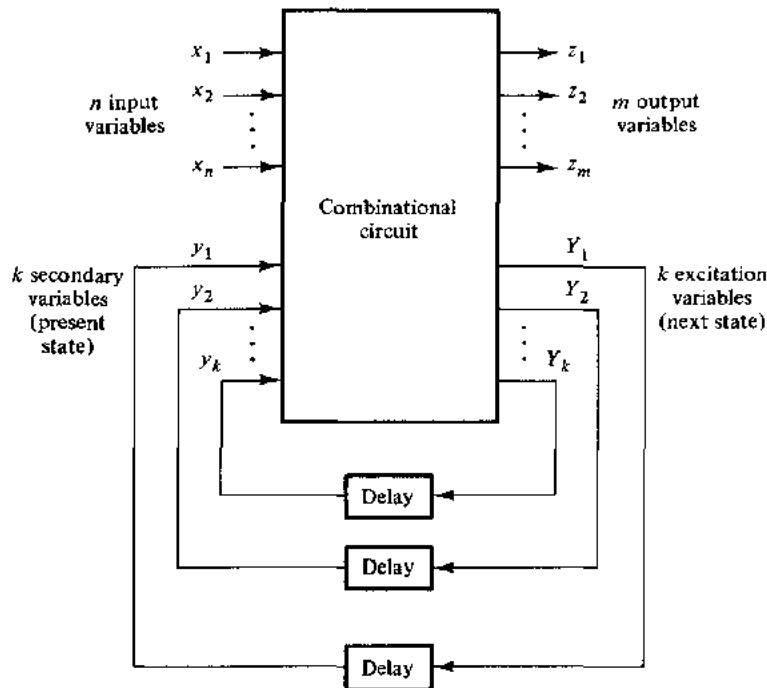 x1
z1
n input
variables
x2
z2
m output
variables
xn
zm
Combinational
circuit
k secondary
variables
(present
state)
y1
Y1
k excitation
variables
(next state)
y2
Y2
yk
Yk
Delay
Delay
Delay